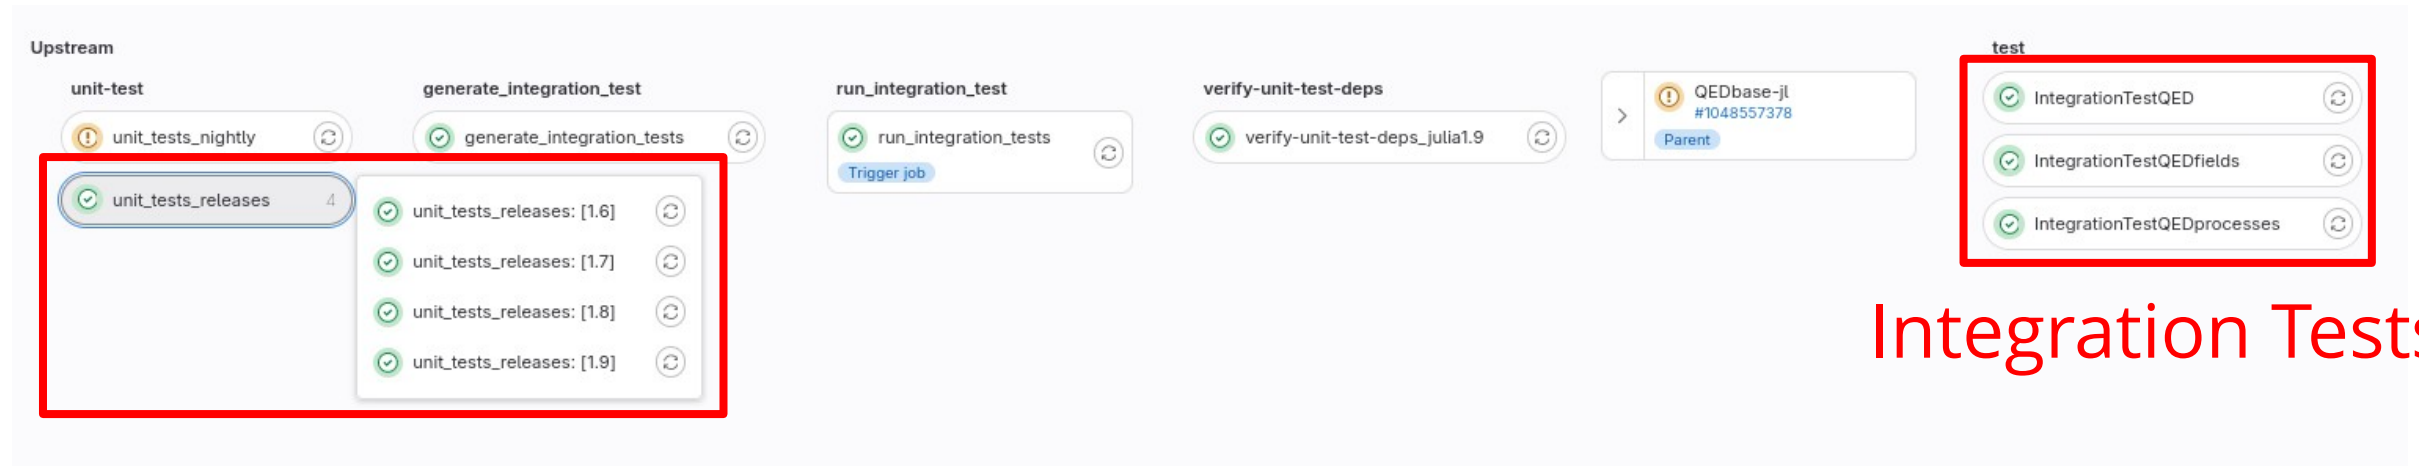 Upstream
unit-test
unit_tests_nightly
unit_tests_releases 4
generate_integration_test
generate_integration_tests
unit_tests_releases: [1.6]
unit_tests_releases: [1.7]
unit_tests_releases: [1.8]
unit_tests_releases: [1.9]
run_integration_test
run_integration_tests
Trigger job
verify-unit-test-deps
verify-unit-test-deps_julia1.9
QEDbase-jl
#1048557378
Parent
test
IntegrationTestQED
IntegrationTestQEDfields
IntegrationTestQEDprocesses
Integration Tests